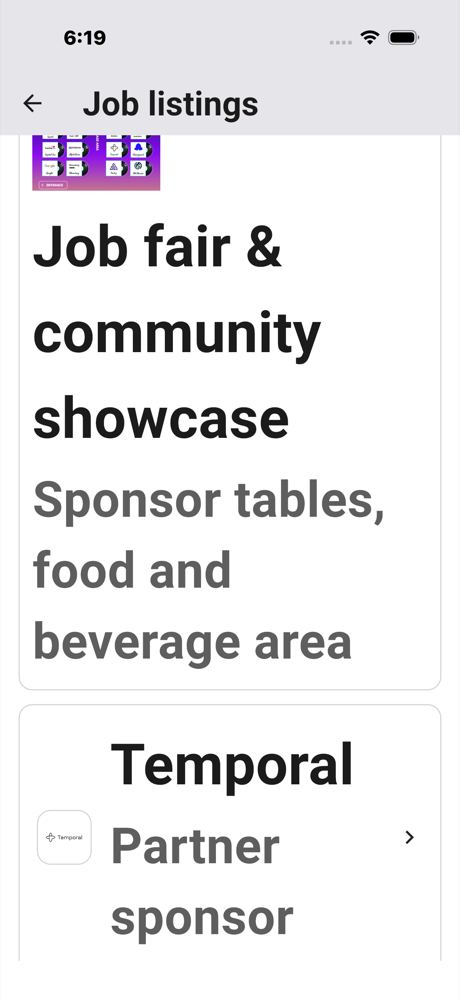 6:19
Job listings
Job fair &
community
showcase
Sponsor tables,
food and
beverage area
Temporal
Temporal
Partner
sponsor